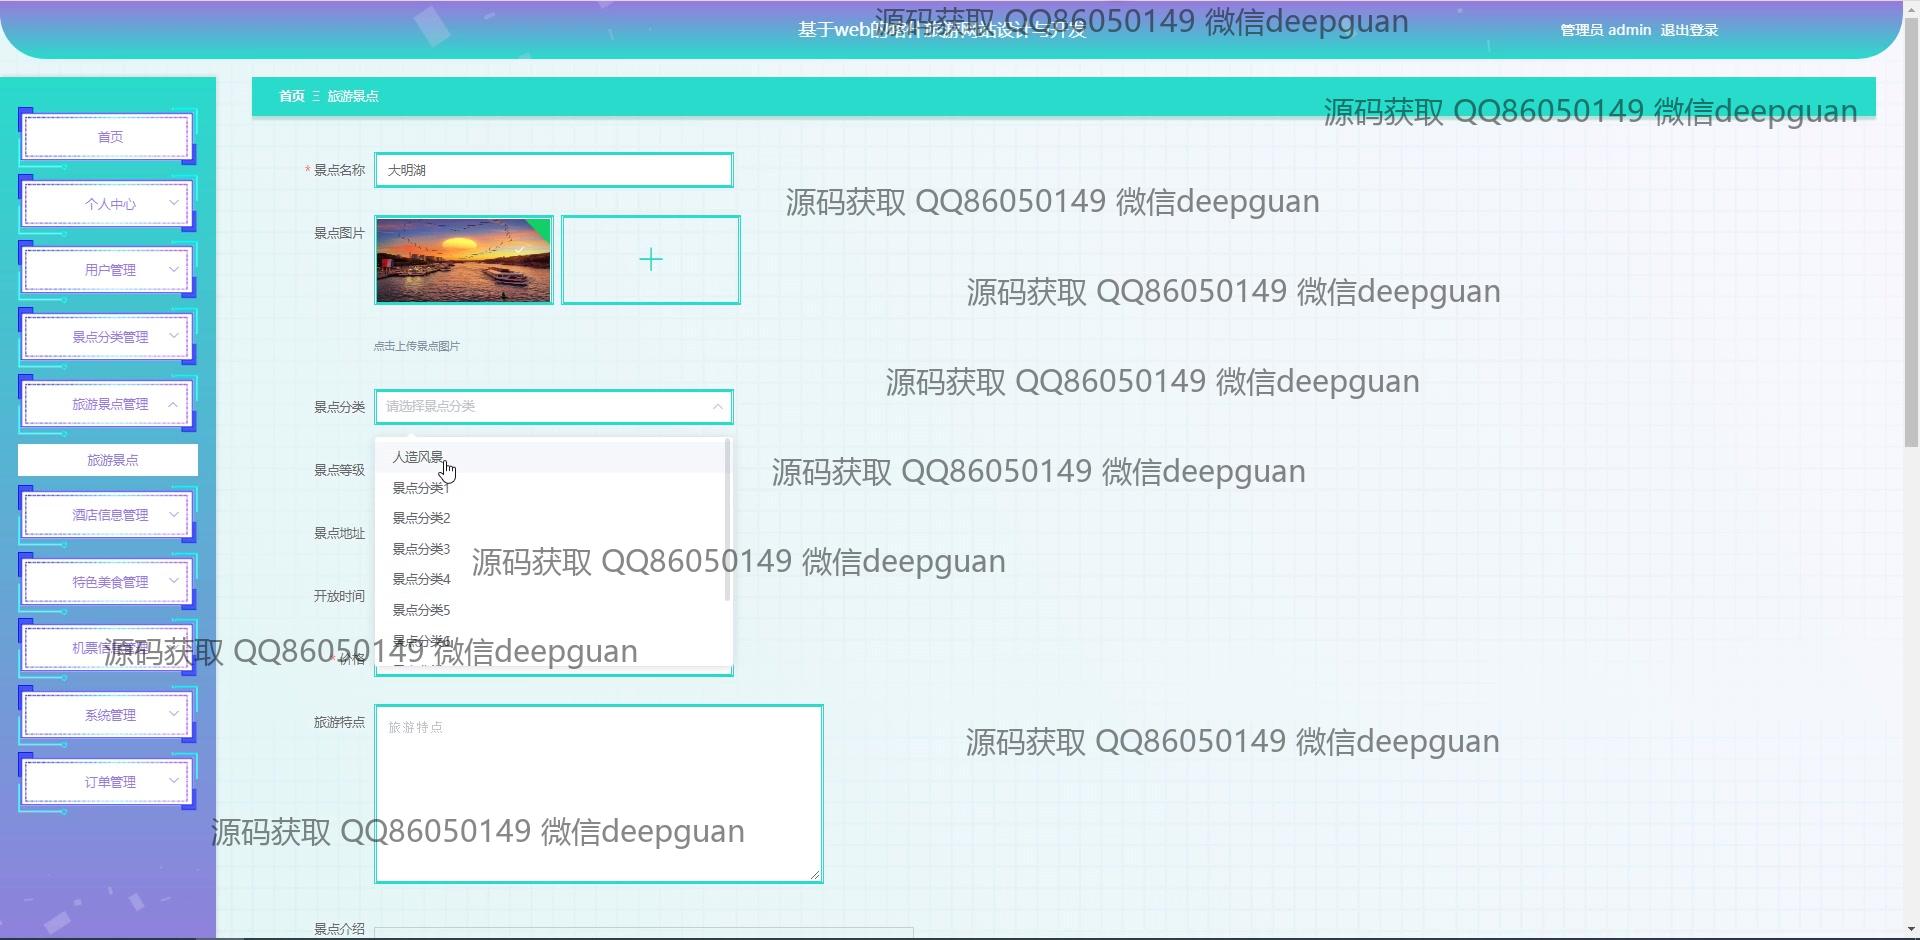 基于web的 旅游网站设计与开发
源码获取 QQ86050149 微信deepguan
管理员 admin 退出登录
首页 三 旅游景点
源码获取 QQ86050149 微信deepguan
首页
个人中心
用户管理
景点分类管理
旅游景点管理
旅游景点
酒店信息管理
特色美食管理
机票信息管理
系统管理
订单管理
* 景点名称 大明湖
源码获取 QQ86050149 微信deepguan
景点图片
源码获取 QQ86050149 微信deepguan
点击上传景点图片
源码获取 QQ86050149 微信deepguan
景点分类 请选择景点分类
人造风景
景点分类1
景点分类2
景点分类3
景点分类4
景点分类5
景点分类6
景点等级
源码获取 QQ86050149 微信deepguan
景点地址
源码获取 QQ86050149 微信deepguan
开放时间
源码获取 QQ86050149 微信deepguan
* 价格
旅游特点 旅游特点
源码获取 QQ86050149 微信deepguan
源码获取 QQ86050149 微信deepguan
景点介绍